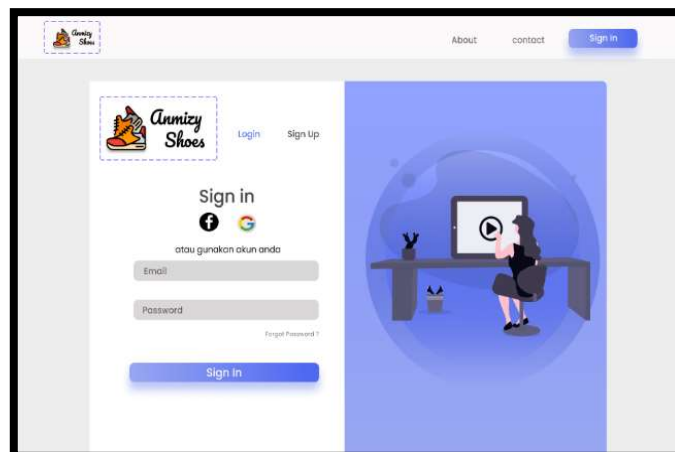 Anmizy
Shoes
About contact Sign in
Anmizy
Shoes
Login Sign Up
Sign in
atau gunakan akun anda
Email
Password
Forgot Password ?
Sign In